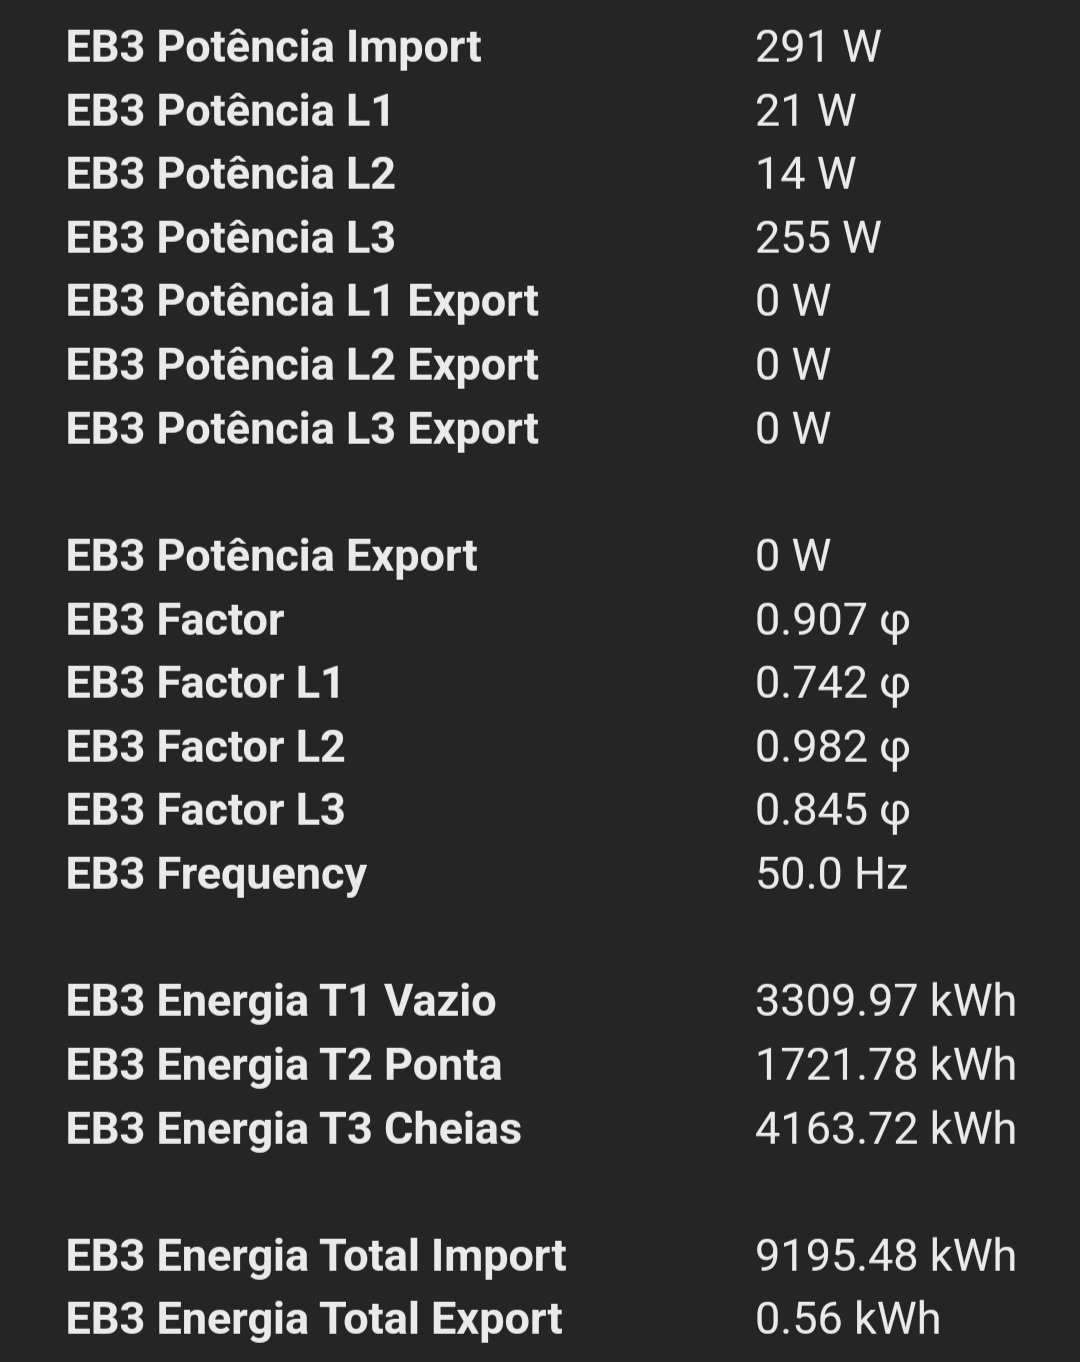 EB3 Potência Import 291 W
EB3 Potência L1 21 W
EB3 Potência L2 14 W
EB3 Potência L3 255 W
EB3 Potência L1 Export 0 W
EB3 Potência L2 Export 0 W
EB3 Potência L3 Export 0 W
EB3 Potência Export 0 W
EB3 Factor 0.907 φ
EB3 Factor L1 0.742 φ
EB3 Factor L2 0.982 φ
EB3 Factor L3 0.845 φ
EB3 Frequency 50.0 Hz
EB3 Energia T1 Vazio 3309.97 kWh
EB3 Energia T2 Ponta 1721.78 kWh
EB3 Energia T3 Cheias 4163.72 kWh
EB3 Energia Total Import 9195.48 kWh
EB3 Energia Total Export 0.56 kWh